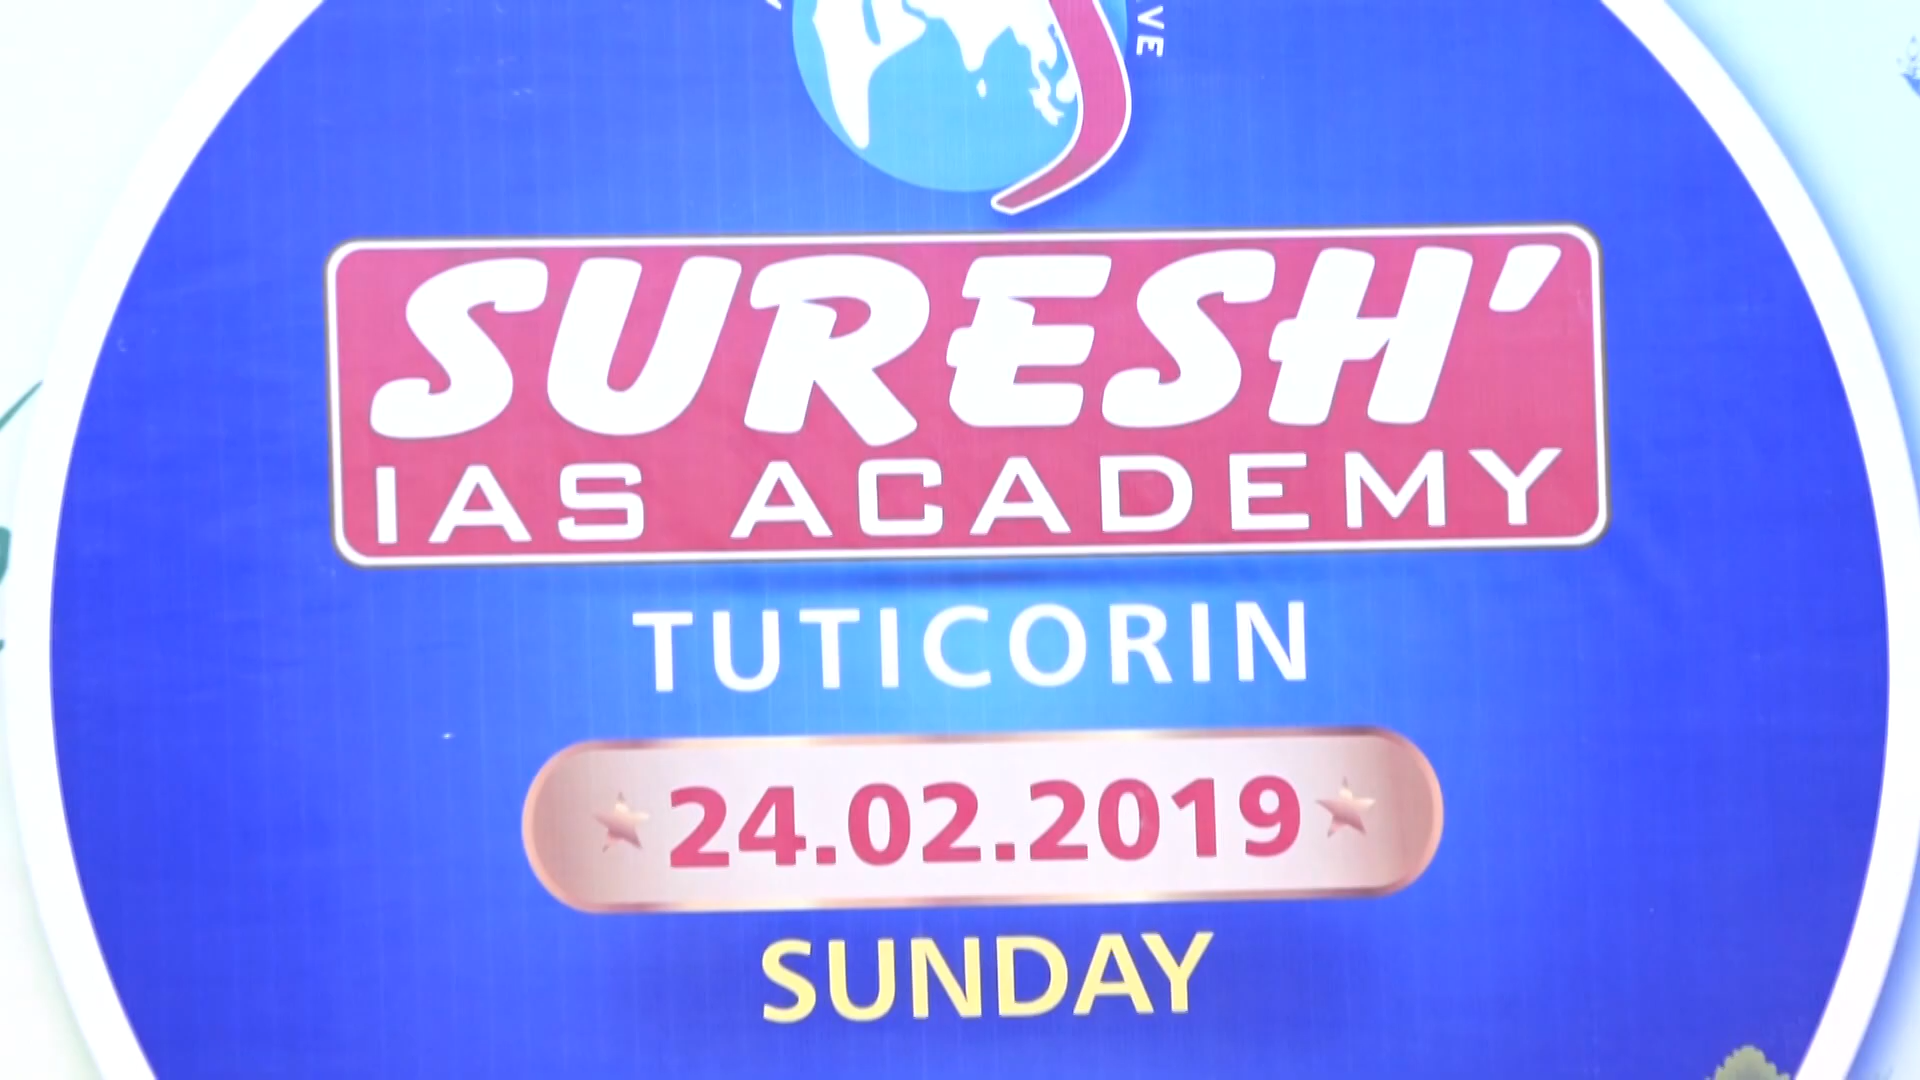 SURESH'
IAS ACADEMY
TUTICORIN
24.02.2019
SUNDAY